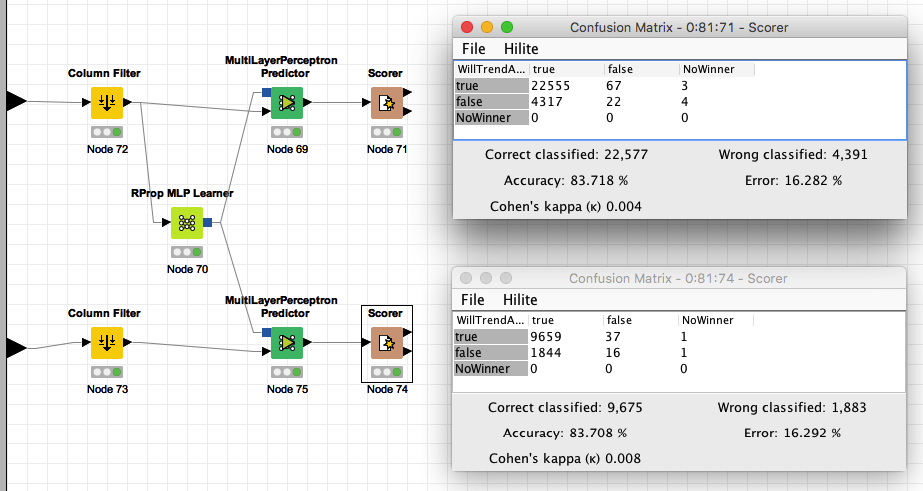 Column Filter
Node 72
MultiLayerPerceptron
Predictor
Node 69
Scorer
Node 71
RProp MLP Learner
Node 70
Column Filter
Node 73
MultiLayerPerceptron
Predictor
Node 75
Scorer
Node 74
Confusion Matrix - 0:81:71 - Scorer
File Hilite
WillTrendA... true false NoWinner
true 22555 67 3
false 4317 22 4
NoWinner 0 0 0
Correct classified: 22,577 Wrong classified: 4,391
Accuracy: 83.718 % Error: 16.282 %
Cohen's kappa (κ) 0.004
Confusion Matrix - 0:81:74 - Scorer
File Hilite
WillTrendA... true false NoWinner
true 9659 37 1
false 1844 16 1
NoWinner 0 0 0
Correct classified: 9,675 Wrong classified: 1,883
Accuracy: 83.708 % Error: 16.292 %
Cohen's kappa (κ) 0.008